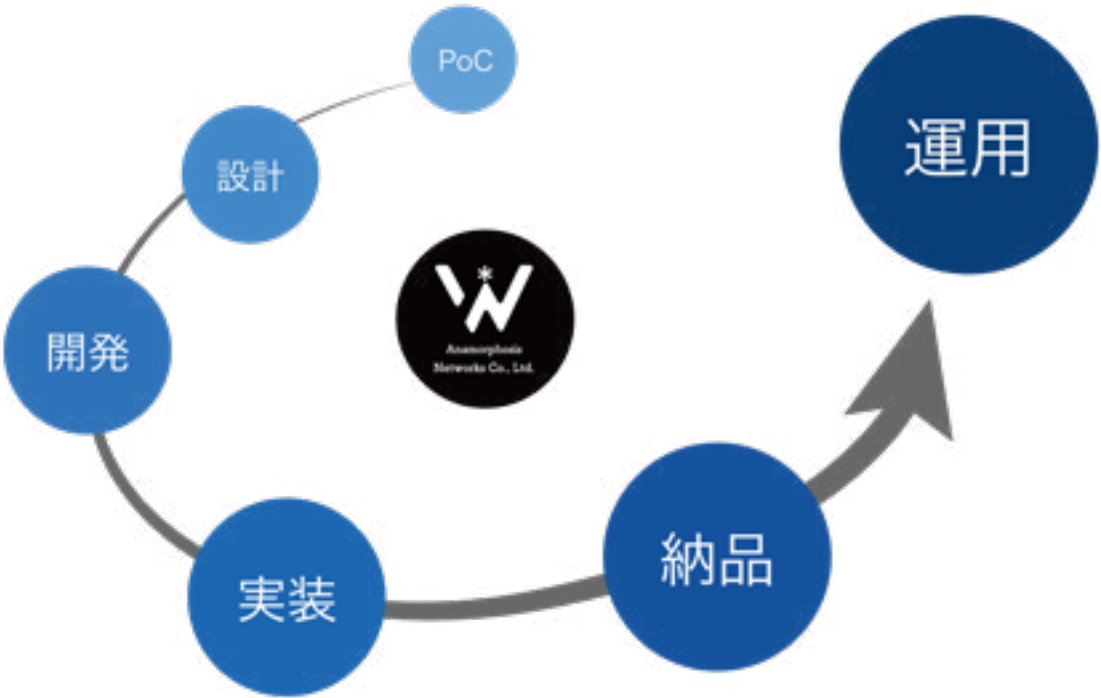 PoC
設計
開発
実装
納品
運用
Anamorphosis
Networks Co., Ltd.